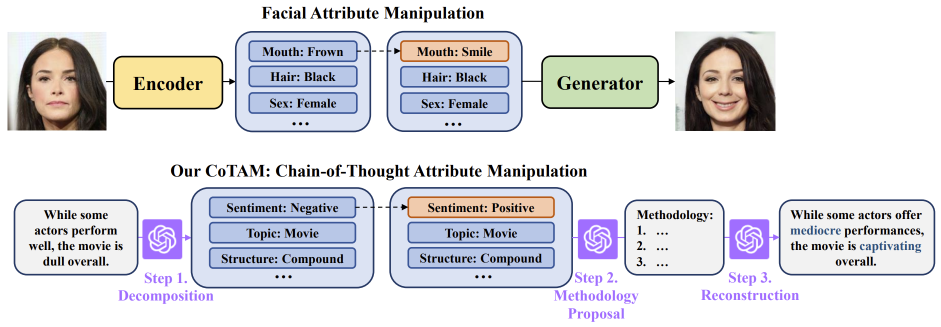 Facial Attribute Manipulation
Encoder
Mouth: Frown
Hair: Black
Sex: Female
...
Mouth: Smile
Hair: Black
Sex: Female
...
Generator
Our CoTAM: Chain-of-Thought Attribute Manipulation
While some
actors perform
well, the movie is
dull overall.
Step 1.
Decomposition
Sentiment: Negative
Topic: Movie
Structure: Compound
...
Sentiment: Positive
Topic: Movie
Structure: Compound
...
Step 2.
Methodology
Proposal
Methodology:
1. ...
2. ...
3. ...
Step 3.
Reconstruction
While some actors offer
mediocre performances,
the movie is captivating
overall.